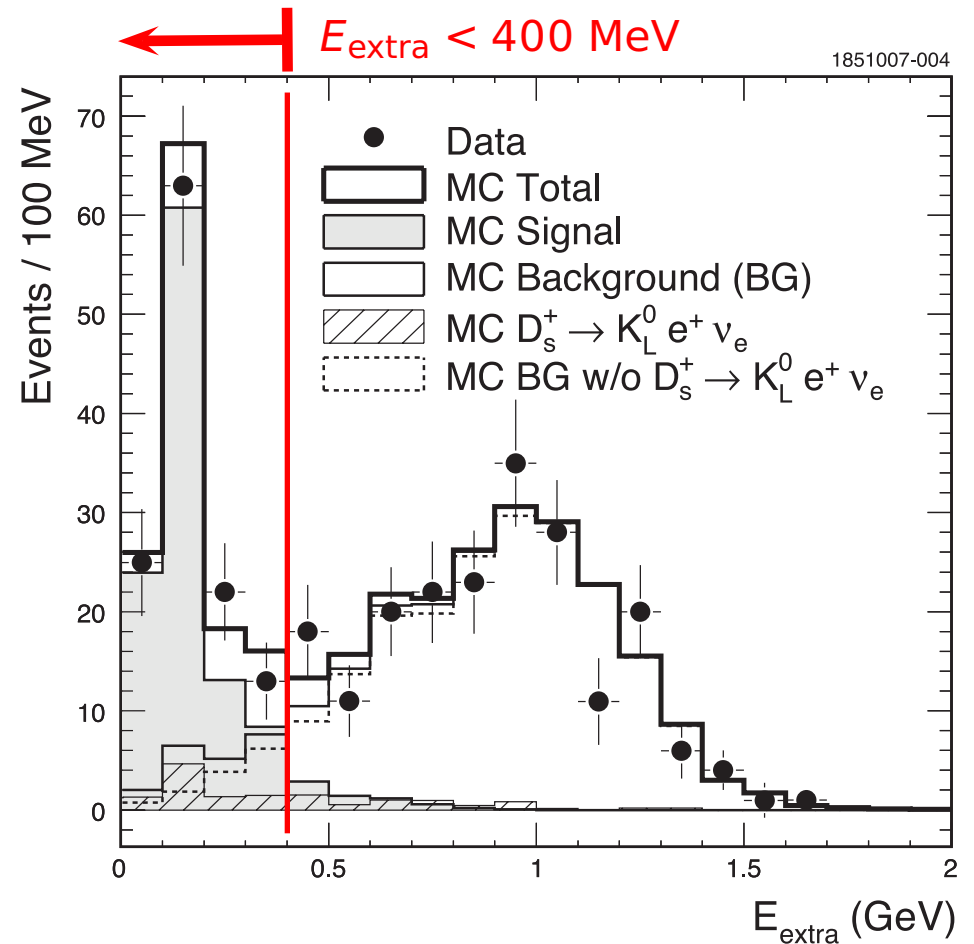 E_extra < 400 MeV
1851007-004
Events / 100 MeV
70
60
50
40
30
20
10
0
Data
MC Total
MC Signal
MC Background (BG)
MC D_s^+ → K_L^0 e^+ ν_e
MC BG w/o D_s^+ → K_L^0 e^+ ν_e
0 0.5 1 1.5 2
E_extra (GeV)